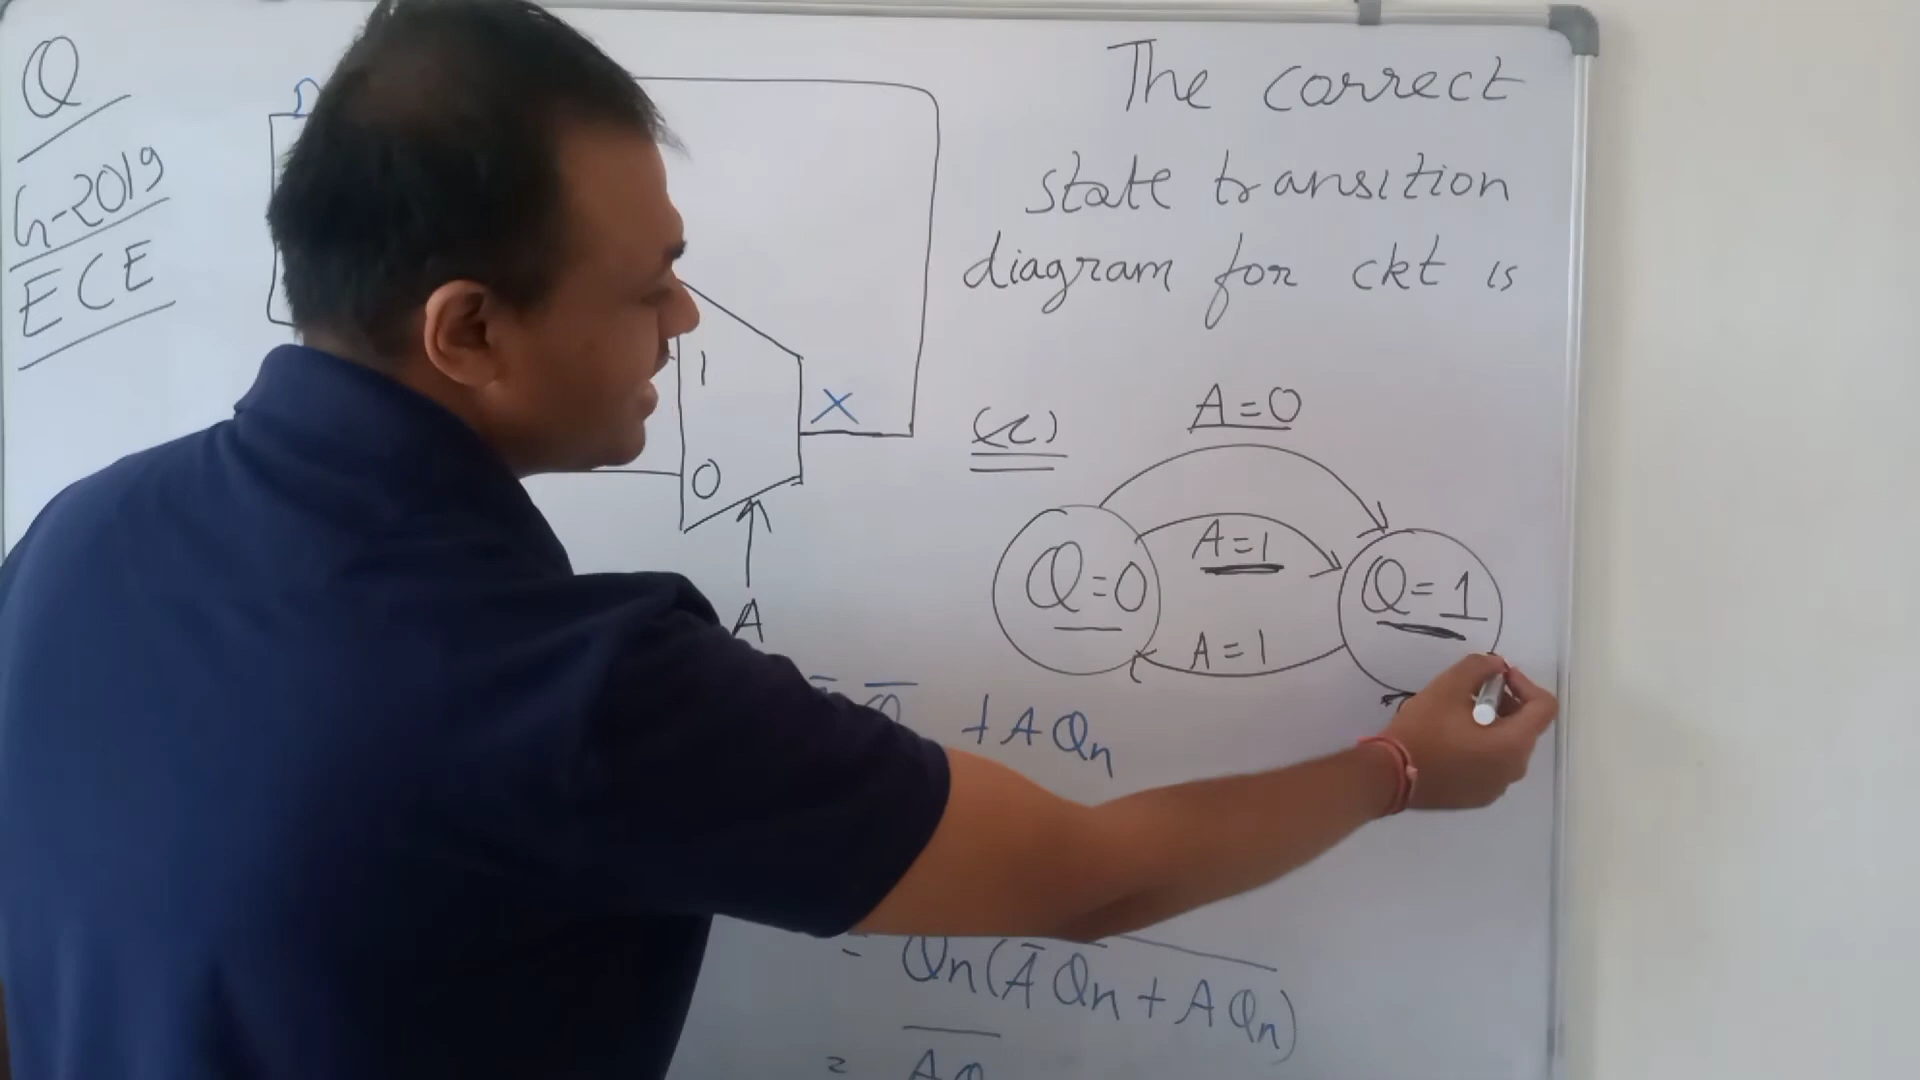 Q
G-2019
ECE
D
The correct
state transition
diagram for ckt is
1
X
0
A
(c)
A=0
A=1
Q=0
Q=1
A=1
Q̅ + AQn
= Qn(A̅ Q̅n + AQn)
=